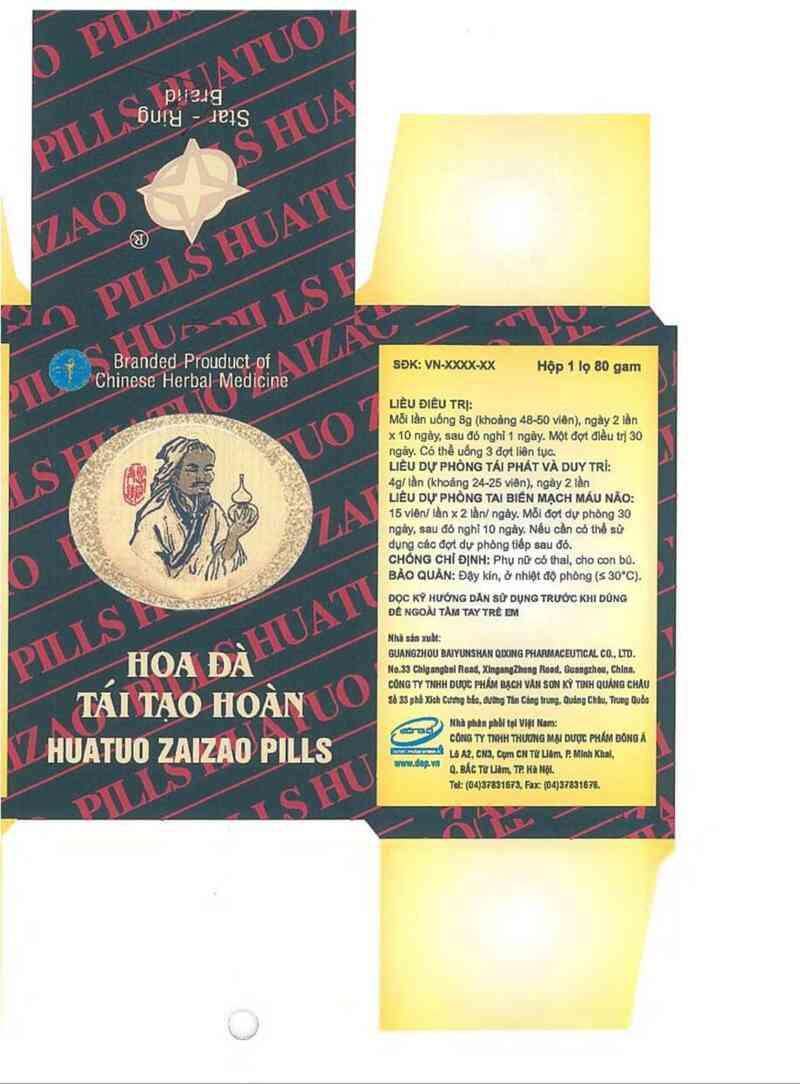 Star - Ring
Brand
®
Branded Prouduct of
Chinese Herbal Medicine
HOA ĐÀ
TÁI TẠO HOÀN
HUATUO ZAIZAO PILLS
SĐK: VN-XXXX-XX Hộp 1 lọ 80 gam
LIỀU ĐIỀU TRỊ:
Mỗi lần uống 8g (khoảng 48-50 viên), ngày 2 lần
x 10 ngày, sau đó nghỉ 1 ngày. Một đợt điều trị 30
ngày. Có thể uống 3 đợt liên tục.
LIỀU DỰ PHÒNG TÁI PHÁT VÀ DUY TRÌ:
4g/ lần (khoảng 24-25 viên), ngày 2 lần
LIỀU DỰ PHÒNG TAI BIẾN MẠCH MÁU NÃO:
15 viên/ lần x 2 lần/ ngày. Mỗi đợt dự phòng 30
ngày, sau đó nghỉ 10 ngày. Nếu cần có thể sử
dụng các đợt dự phòng tiếp sau đó.
CHỐNG CHỈ ĐỊNH: Phụ nữ có thai, cho con bú.
BẢO QUẢN: Đậy kín, ở nhiệt độ phòng (≤ 30°C).
ĐỌC KỸ HƯỚNG DẪN SỬ DỤNG TRƯỚC KHI DÙNG
ĐỂ NGOÀI TẦM TAY TRẺ EM
Nhà sản xuất:
GUANGZHOU BAIYUNSHAN QIXING PHARMACEUTICAL CO., LTD.
No.33 Chigangbei Road, XingangZhong Road, Guangzhou, China.
CÔNG TY TNHH DƯỢC PHẨM BẠCH VÂN SƠN KỲ TINH QUẢNG CHÂU
Số 33 phố Xích Cương bắc, đường Tân Cảng trung, Quảng Châu, Trung Quốc
Nhà phân phối tại Việt Nam:
CÔNG TY TNHH THƯƠNG MẠI DƯỢC PHẨM ĐÔNG Á
Lô A2, CN3, Cụm CN Từ Liêm, P. Minh Khai,
www.dap.vn
Q. BẮC Từ Liêm, TP. Hà Nội.
Tel: (04)37831673, Fax: (04)37831676.